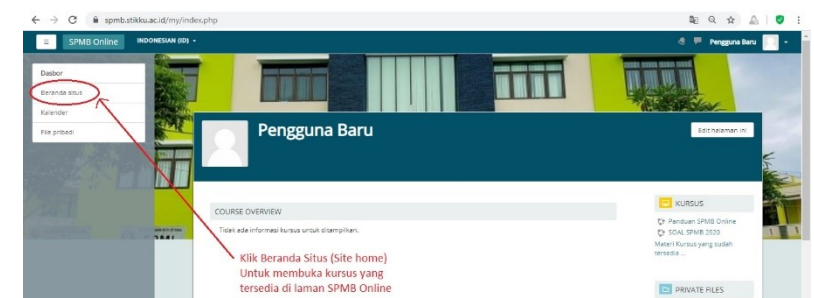 spmb.stikku.ac.id/my/index.php
SPMB Online
INDONESIAN (ID)
Pengguna Baru
Dasbor
Beranda situs
Kalender
File pribadi
Pengguna Baru
Edit halaman ini
COURSE OVERVIEW
Tidak ada informasi kursus untuk ditampilkan.
KURSUS
Panduan SPMB Online
SOAL SPMB 2020
Materi Kursus yang sudah
tersedia ...
Klik Beranda Situs (Site home)
Untuk membuka kursus yang
tersedia di laman SPMB Online
PRIVATE FILES